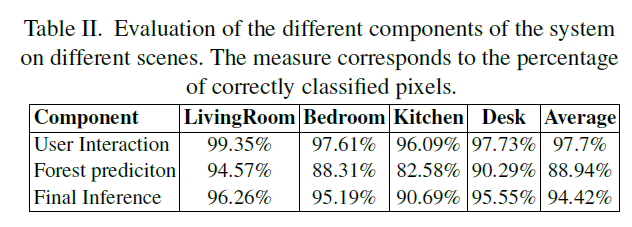 Table II. Evaluation of the different components of the system
on different scenes. The measure corresponds to the percentage
of correctly classified pixels.
Component LivingRoom Bedroom Kitchen Desk Average
User Interaction 99.35% 97.61% 96.09% 97.73% 97.7%
Forest prediciton 94.57% 88.31% 82.58% 90.29% 88.94%
Final Inference 96.26% 95.19% 90.69% 95.55% 94.42%